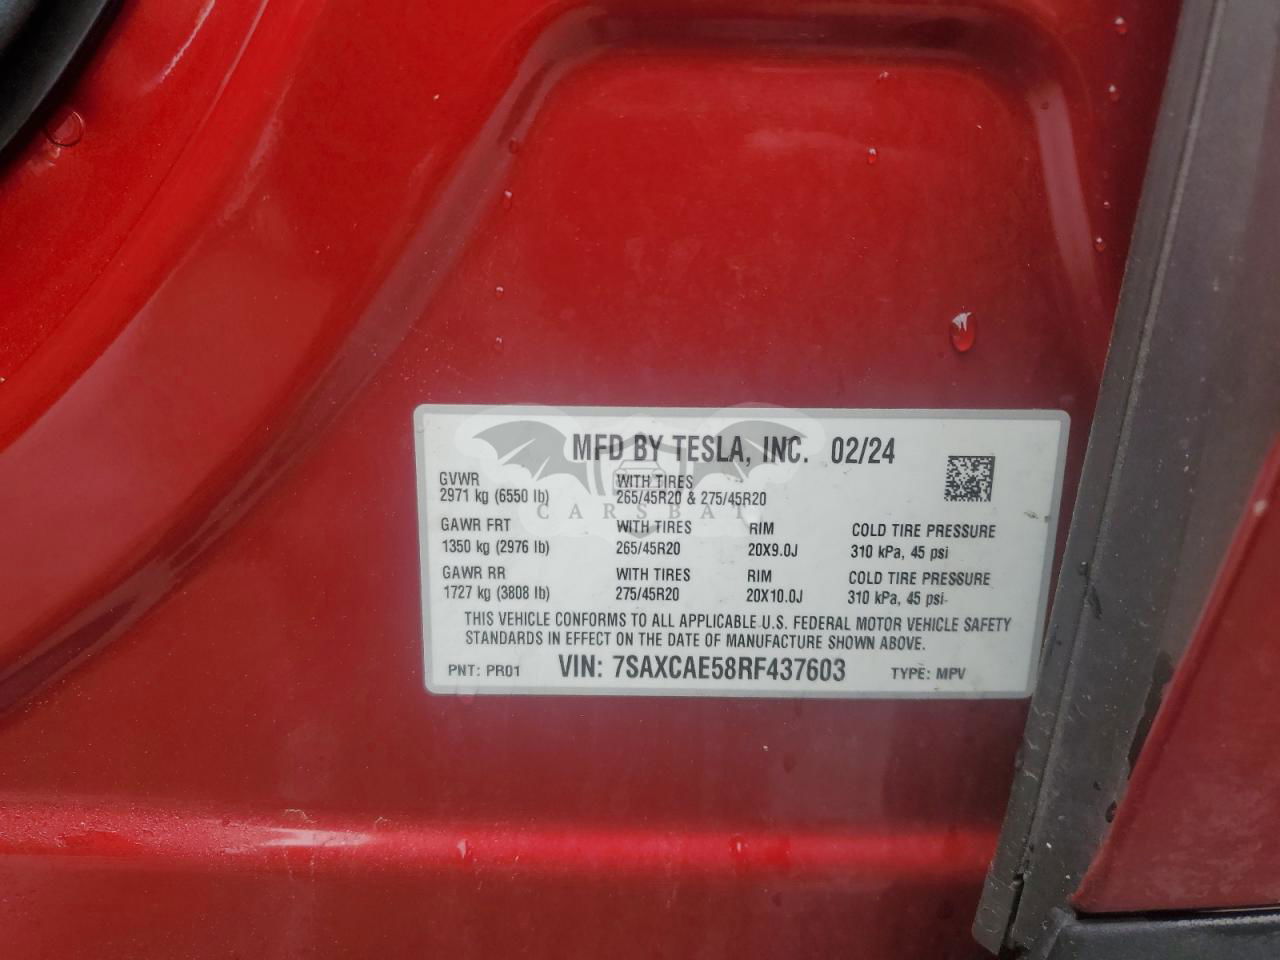 MFD BY TESLA, INC. 02/24
GVWR WITH TIRES
2971 kg (6550 lb) 265/45R20 & 275/45R20
CARSBAT
GAWR FRT WITH TIRES RIM COLD TIRE PRESSURE
1350 kg (2976 lb) 265/45R20 20X9.0J 310 kPa, 45 psi
GAWR RR WITH TIRES RIM COLD TIRE PRESSURE
1727 kg (3808 lb) 275/45R20 20X10.0J 310 kPa, 45 psi
THIS VEHICLE CONFORMS TO ALL APPLICABLE U.S. FEDERAL MOTOR VEHICLE SAFETY
STANDARDS IN EFFECT ON THE DATE OF MANUFACTURE SHOWN ABOVE.
PNT: PR01 VIN: 7SAXCAE58RF437603 TYPE: MPV